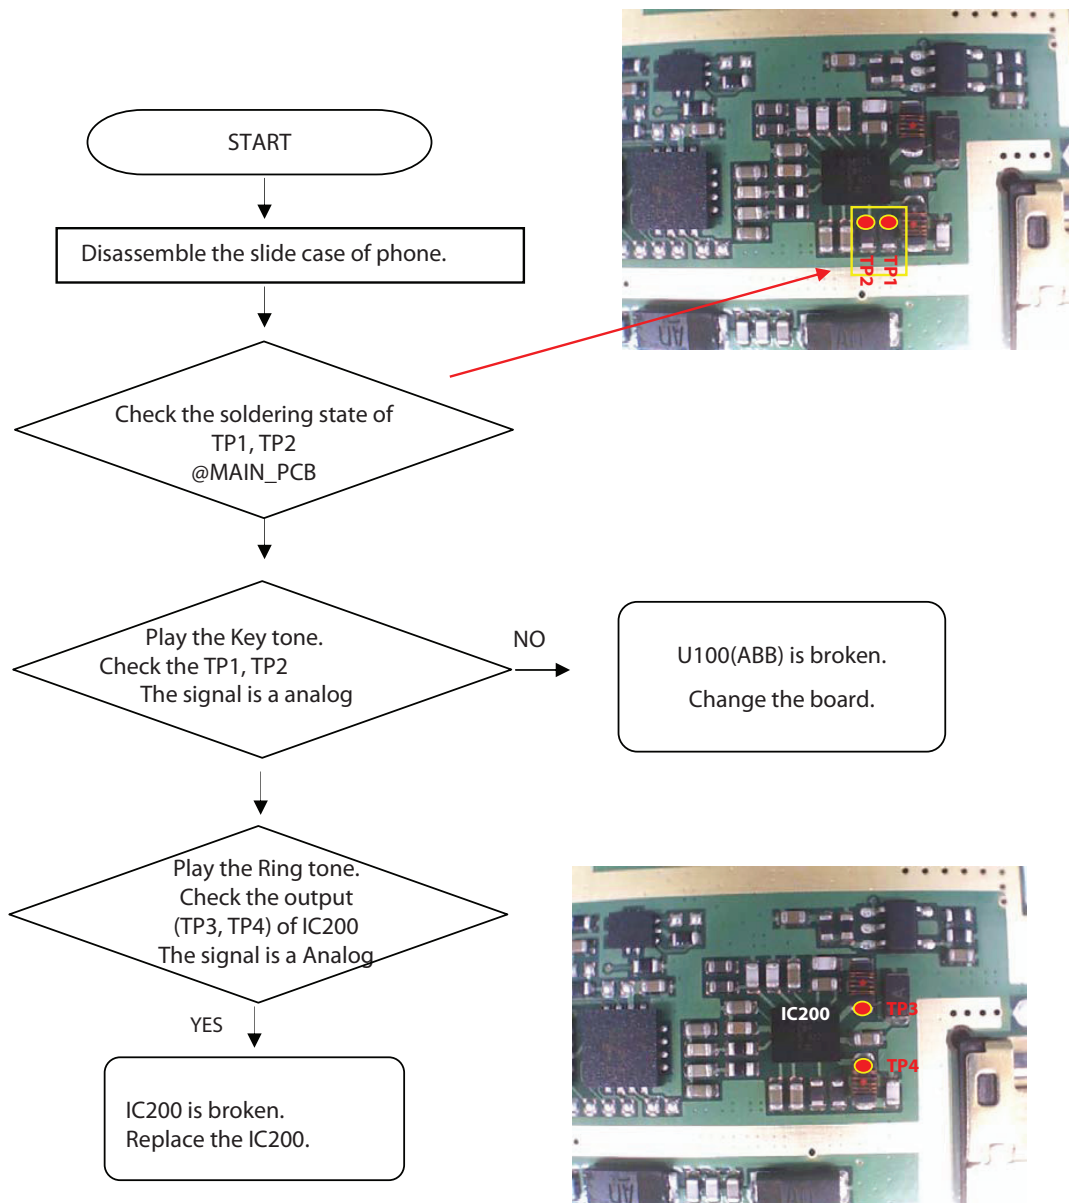 START
Disassemble the slide case of phone.
Check the soldering state of
TP1, TP2
@MAIN_PCB
TP2
TP1
Play the Key tone.
Check the TP1, TP2
The signal is a analog
NO
U100(ABB) is broken.
Change the board.
Play the Ring tone.
Check the output
(TP3, TP4) of IC200
The signal is a Analog
YES
IC200 is broken.
Replace the IC200.
IC200
TP3
TP4